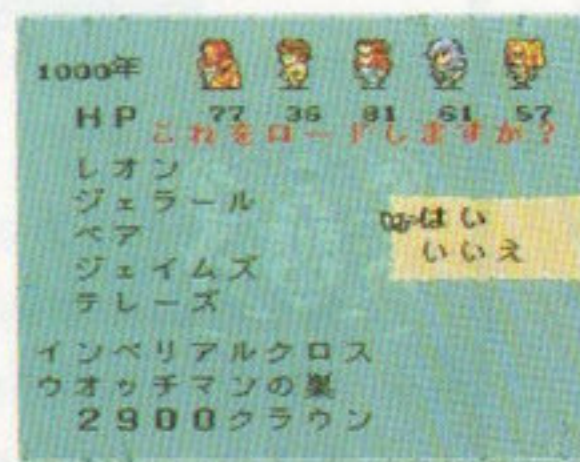 1000年
HP 77 36 81 61 57
これをロードしますか?
レオン
ジェラール
はい
ベア
いいえ
ジェイムズ
テレーズ
インペリアルクロス
ウオッチマンの巣
2900クラウン